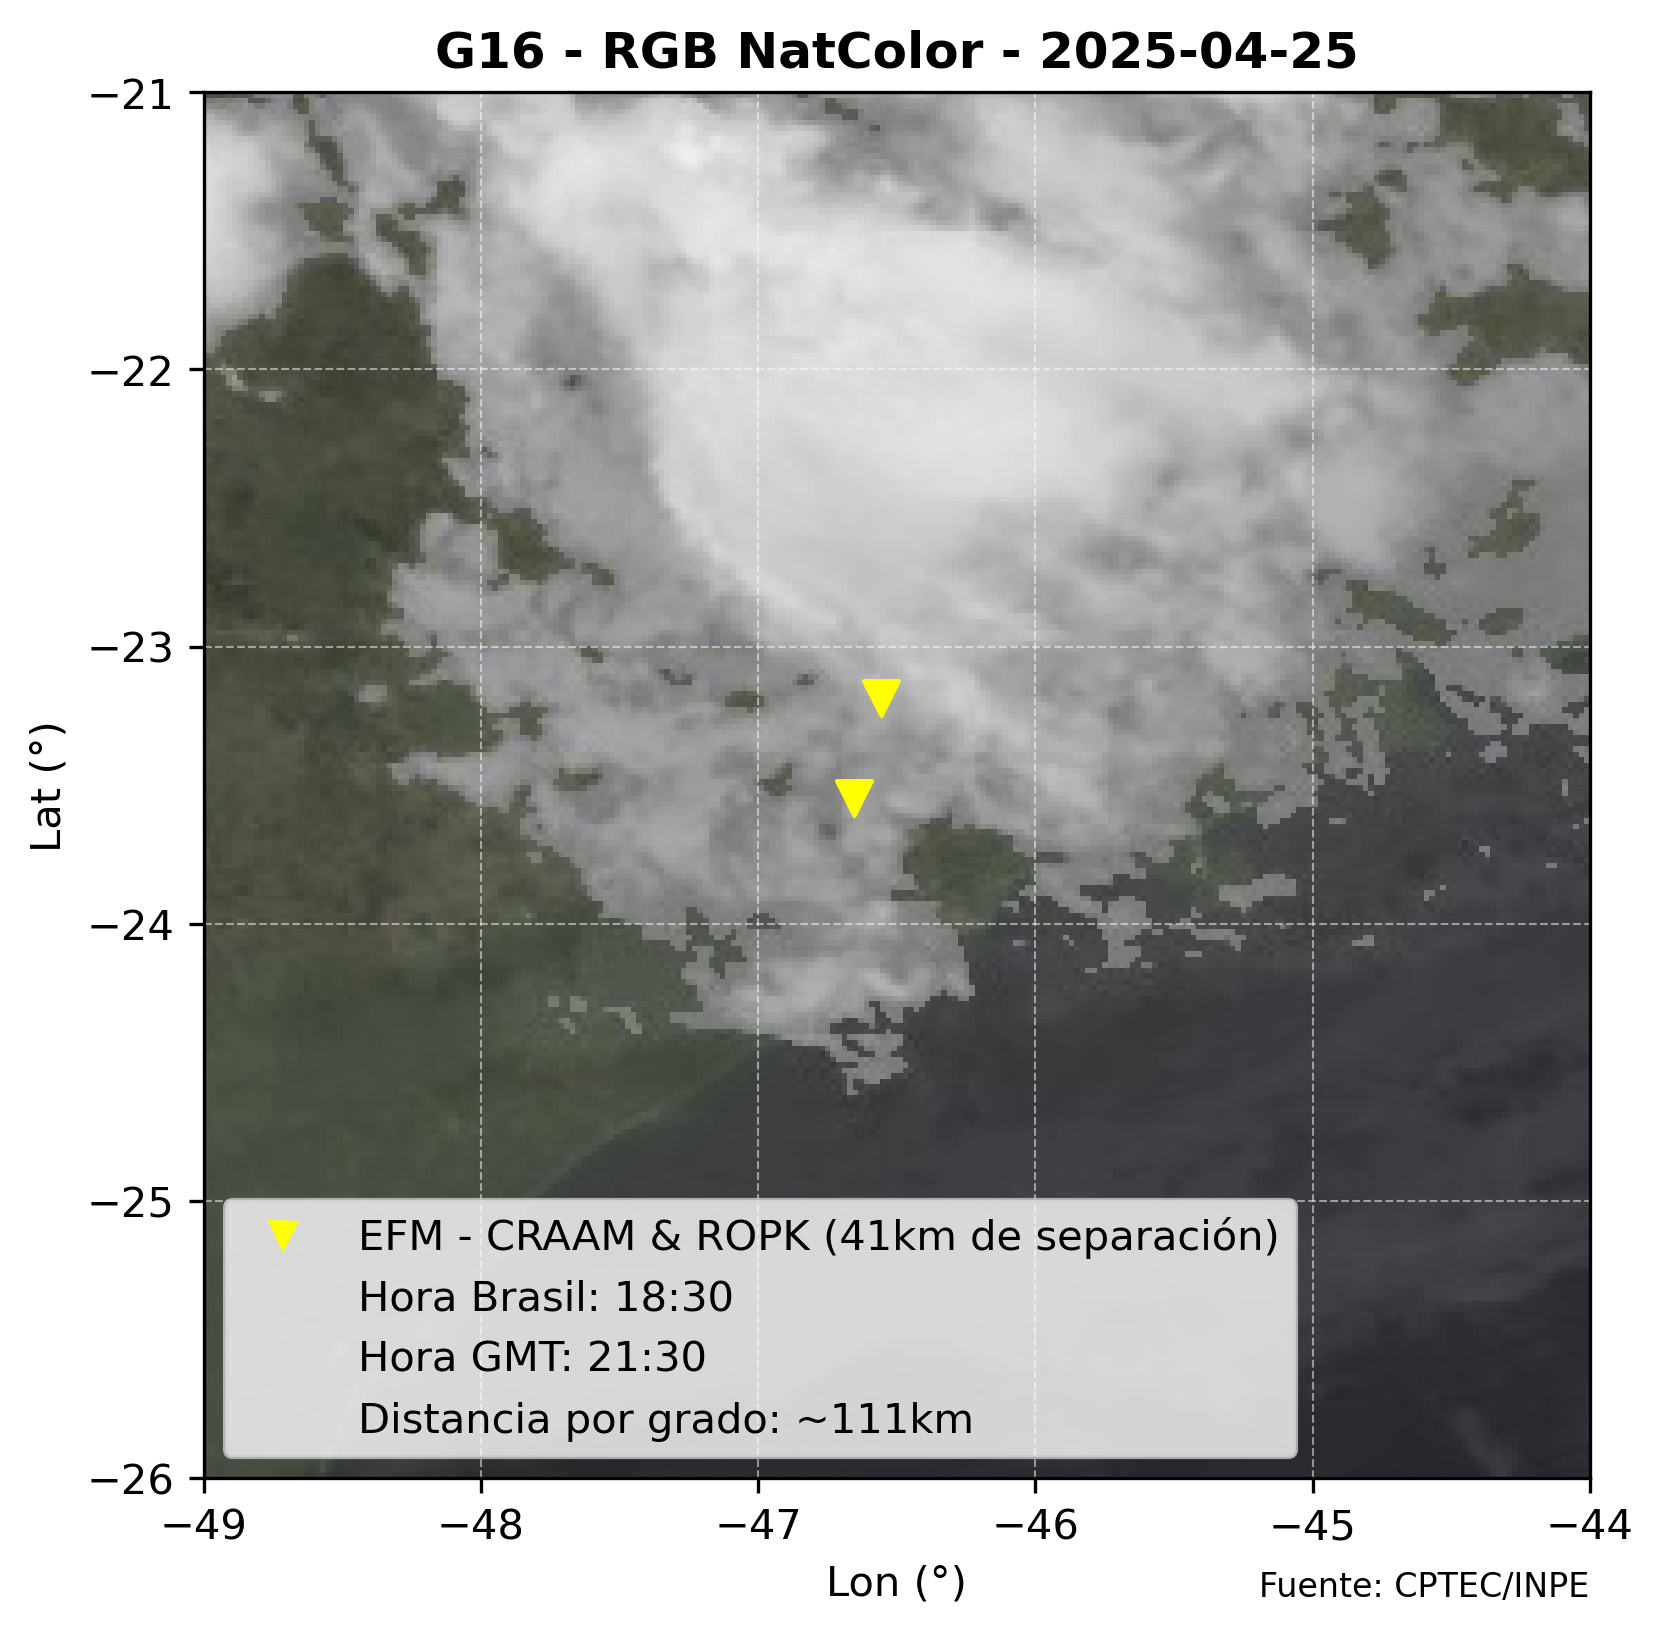 G16 - RGB NatColor - 2025-04-25
−21
−22
−23
−24
−25
−26
Lat (°)
EFM - CRAAM & ROPK (41km de separación)
Hora Brasil: 18:30
Hora GMT: 21:30
Distancia por grado: ~111km
−49 −48 −47 −46 −45 −44
Lon (°)
Fuente: CPTEC/INPE